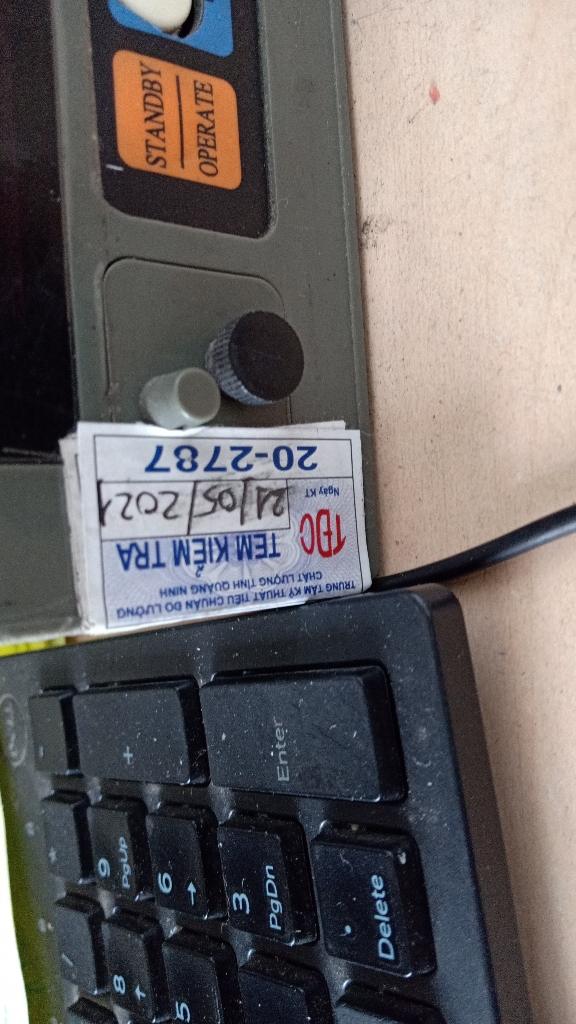 STANDBY
OPERATE
TRUNG TÂM KỸ THUẬT TIÊU CHUẨN ĐO LƯỜNG
CHẤT LƯỢNG TỈNH QUẢNG NINH
TĐC
TEM KIỂM TRA
Ngày KT
21/05/2021
20-2787
-
+
Enter
9
PgUp
6
→
3
PgDn
.
Delete
/
8
↑
5